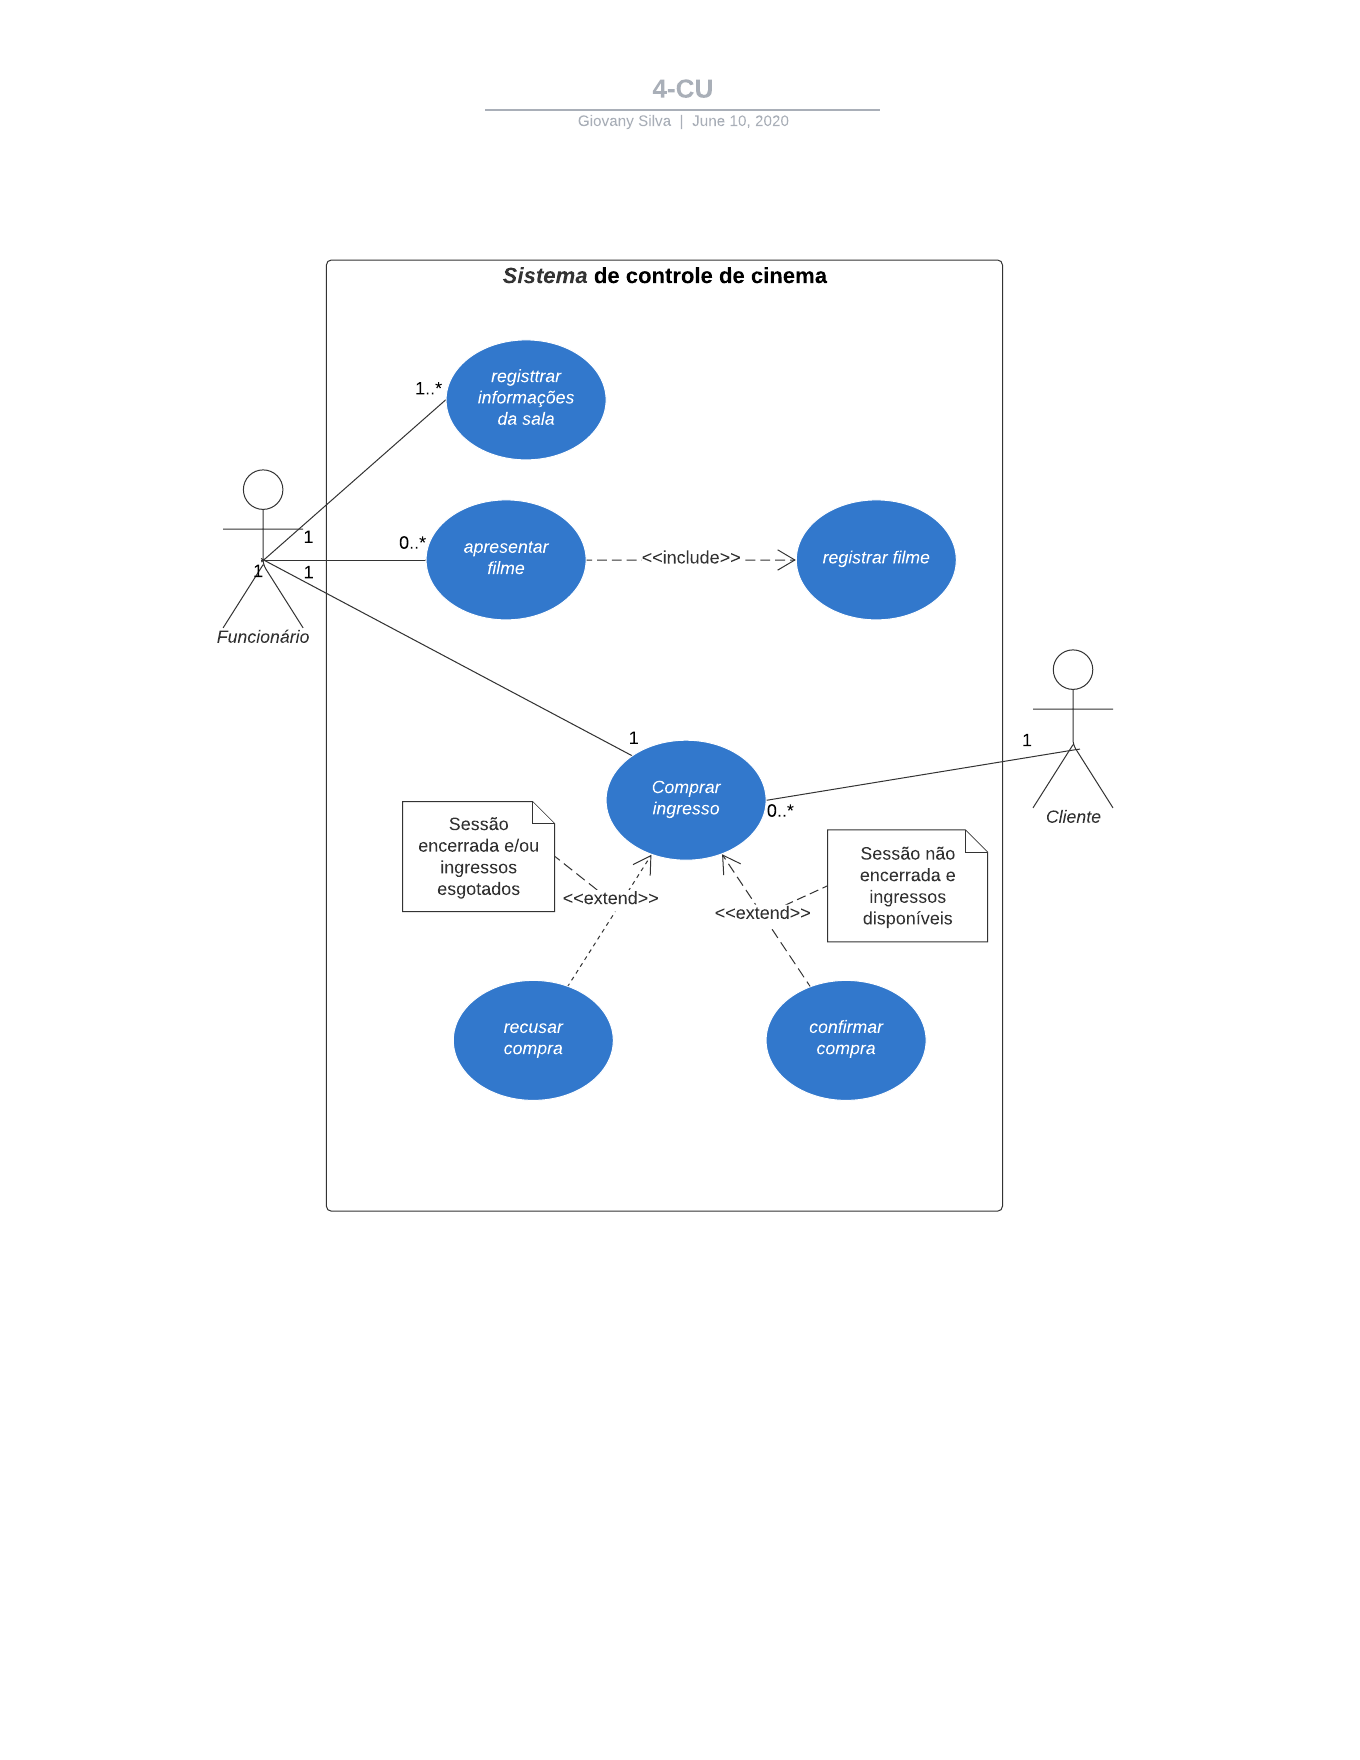 4-CU
Giovany Silva | June 10, 2020
Sistema de controle de cinema
registtrar
informações
da sala
1..*
1
0..*
apresentar
filme
<<include>>
registrar filme
1
1
Funcionário
1
Comprar
ingresso
1
0..*
Cliente
Sessão
encerrada e/ou
ingressos
esgotados
<<extend>>
Sessão não
encerrada e
ingressos
disponíveis
<<extend>>
recusar
compra
confirmar
compra